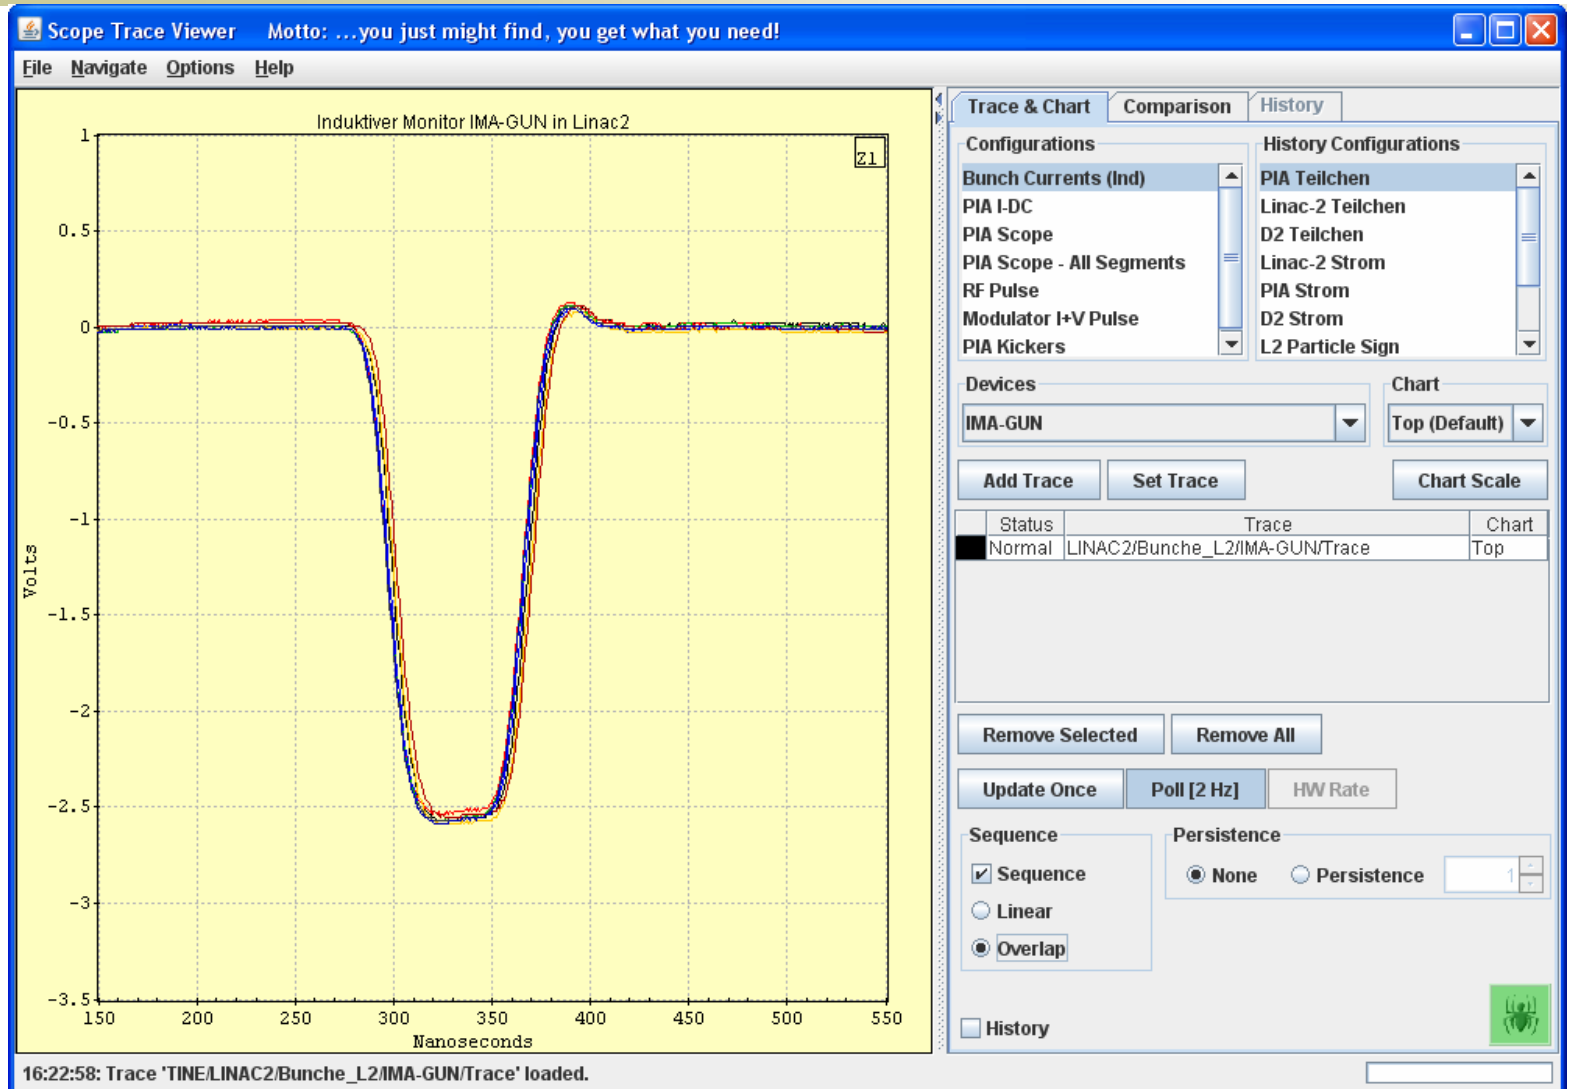 Scope Trace Viewer Motto: ...you just might find, you get what you need!
File Navigate Options Help
Induktiver Monitor IMA-GUN in Linac2
Z1
1
0.5
0
-0.5
-1
-1.5
-2
-2.5
-3
-3.5
Volts
150 200 250 300 350 400 450 500 550
Nanoseconds
Trace & Chart Comparison History
Configurations
Bunch Currents (Ind)
PIA I-DC
PIA Scope
PIA Scope - All Segments
RF Pulse
Modulator I+V Pulse
PIA Kickers
History Configurations
PIA Teilchen
Linac-2 Teilchen
D2 Teilchen
Linac-2 Strom
PIA Strom
D2 Strom
L2 Particle Sign
Devices
IMA-GUN
Chart
Top (Default)
Add Trace Set Trace Chart Scale
Status Trace Chart
Normal LINAC2/Bunche_L2/IMA-GUN/Trace Top
Remove Selected Remove All
Update Once Poll [2 Hz] HW Rate
Sequence
Sequence
Linear
Overlap
Persistence
None Persistence 1
History
16:22:58: Trace 'TINE/LINAC2/Bunche_L2/IMA-GUN/Trace' loaded.